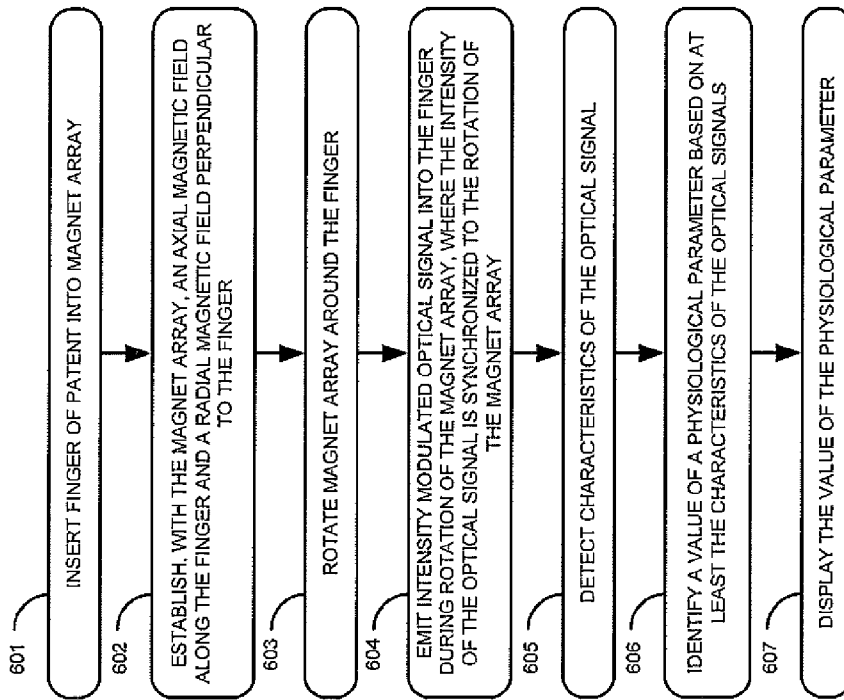 601
INSERT FINGER OF PATENT INTO MAGNET ARRAY
602
ESTABLISH, WITH THE MAGNET ARRAY, AN AXIAL MAGNETIC FIELD
ALONG THE FINGER AND A RADIAL MAGNETIC FIELD PERPENDICULAR
TO THE FINGER
603
ROTATE MAGNET ARRAY AROUND THE FINGER
604
EMIT INTENSITY MODULATED OPTICAL SIGNAL INTO THE FINGER
DURING ROTATION OF THE MAGNET ARRAY, WHERE THE INTENSITY
OF THE OPTICAL SIGNAL IS SYNCHRONIZED TO THE ROTATION OF
THE MAGNET ARRAY
605
DETECT CHARACTERISTICS OF THE OPTICAL SIGNAL
606
IDENTIFY A VALUE OF A PHYSIOLOGICAL PARAMETER BASED ON AT
LEAST THE CHARACTERISTICS OF THE OPTICAL SIGNALS
607
DISPLAY THE VALUE OF THE PHYSIOLOGICAL PARAMETER